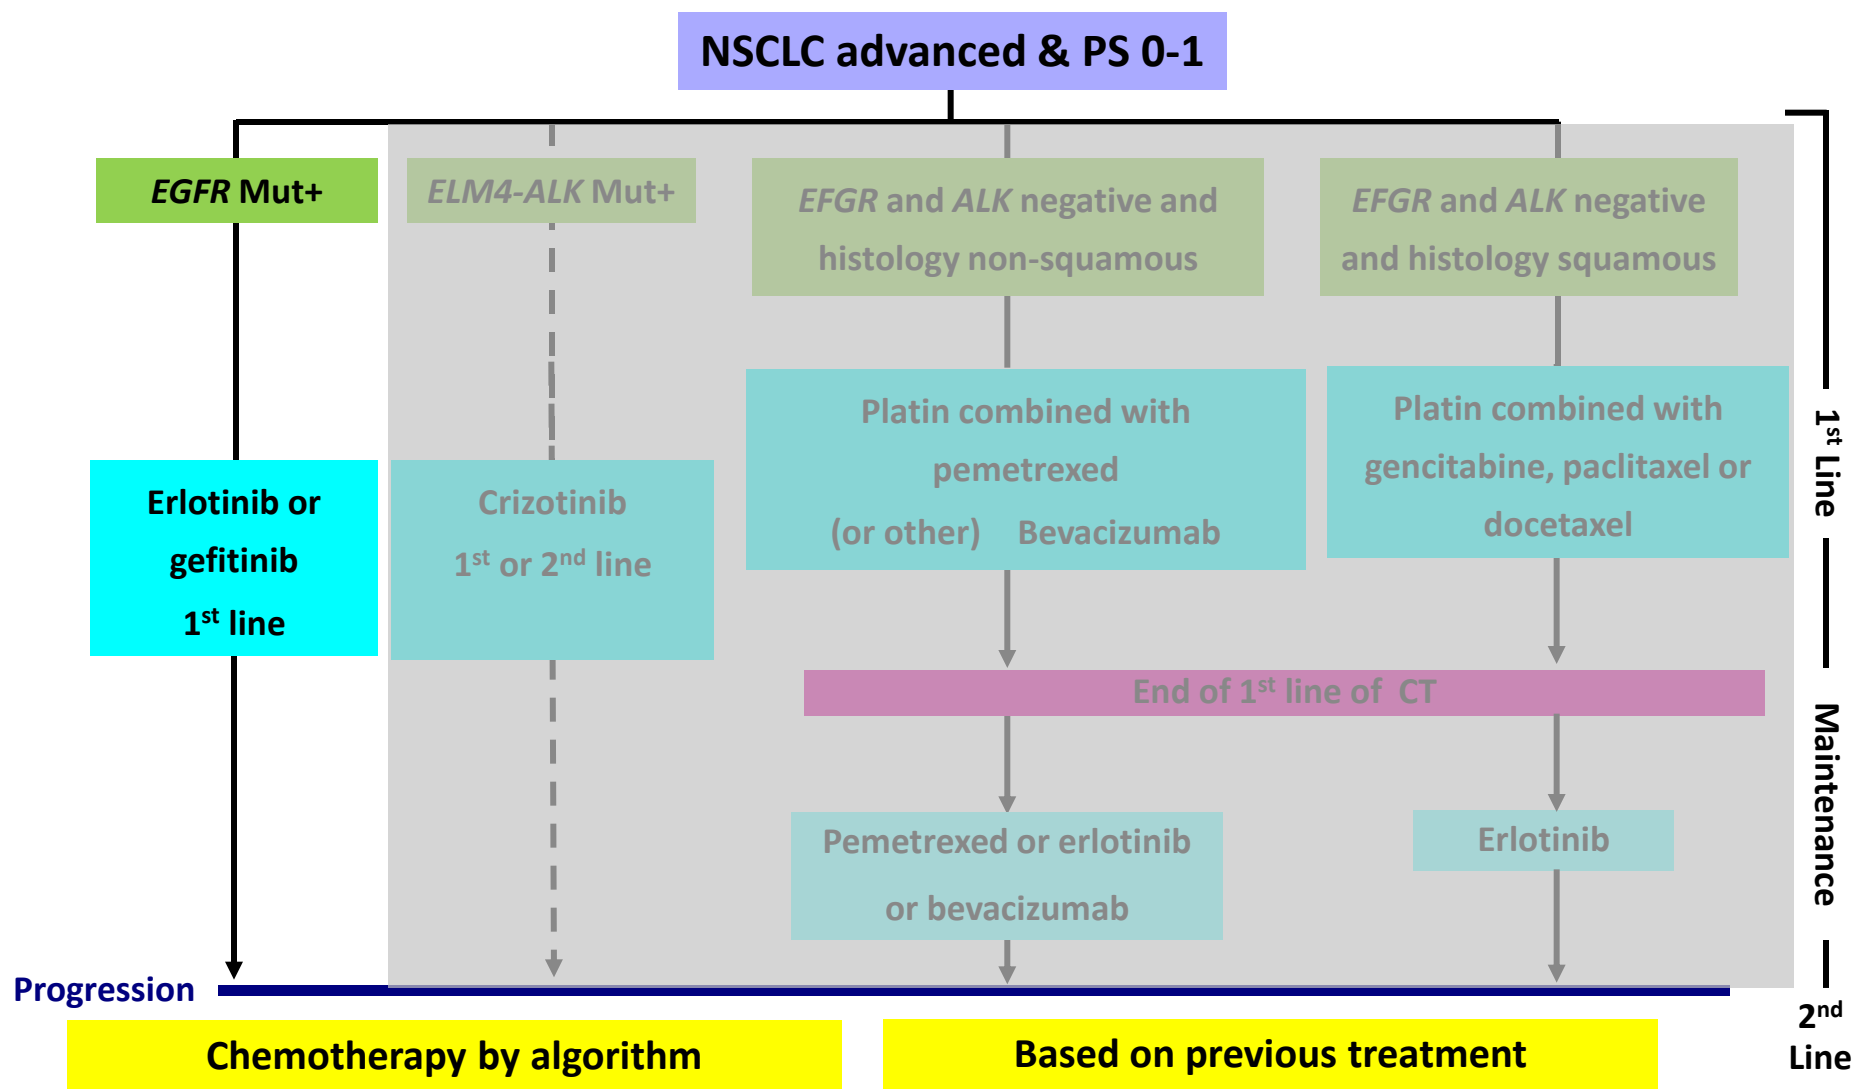 NSCLC advanced & PS 0-1
EGFR Mut+
ELM4-ALK Mut+
EFGR and ALK negative and
histology non-squamous
EFGR and ALK negative
and histology squamous
Erlotinib or
gefitinib
1st line
Crizotinib
1st or 2nd line
Platin combined with
pemetrexed
(or other) Bevacizumab
Platin combined with
gencitabine, paclitaxel or
docetaxel
End of 1st line of CT
Pemetrexed or erlotinib
or bevacizumab
Erlotinib
1st Line
Maintenance
2nd
Line
Progression
Chemotherapy by algorithm
Based on previous treatment